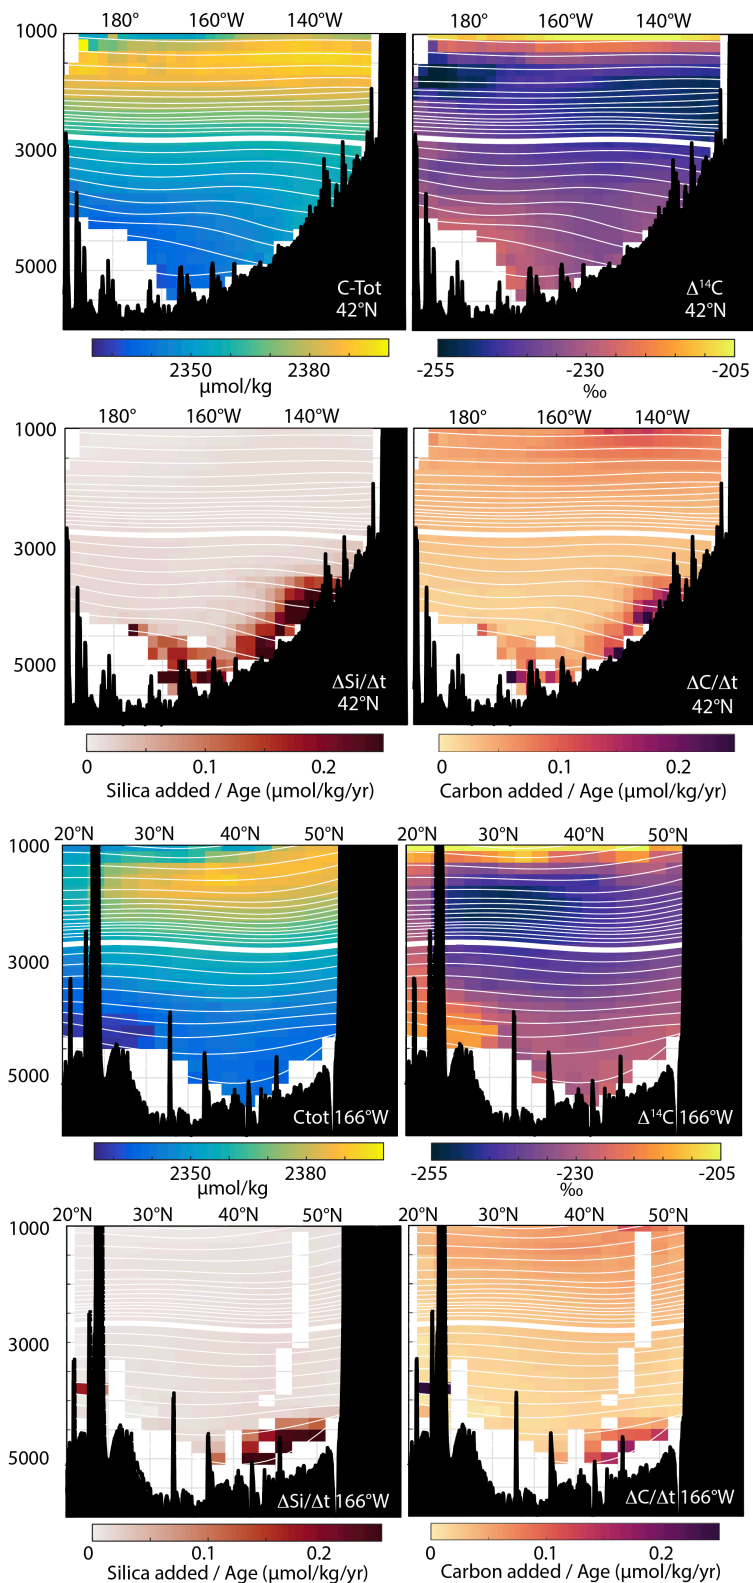 180° 160°W 140°W 180° 160°W 140°W
1000
3000
5000
C-Tot
42°N
Δ¹⁴C
42°N
2350 2380 -255 -230 -205
μmol/kg ‰
180° 160°W 140°W 180° 160°W 140°W
1000
3000
5000
ΔSi/Δt
42°N
ΔC/Δt
42°N
0 0.1 0.2 0 0.1 0.2
Silica added / Age (μmol/kg/yr) Carbon added / Age (μmol/kg/yr)
20°N 30°N 40°N 50°N 20°N 30°N 40°N 50°N
1000
3000
5000
Ctot 166°W Δ¹⁴C 166°W
2350 2380 -255 -230 -205
μmol/kg ‰
20°N 30°N 40°N 50°N 20°N 30°N 40°N 50°N
1000
3000
5000
ΔSi/Δt 166°W ΔC/Δt 166°W
0 0.1 0.2 0 0.1 0.2
Silica added / Age (μmol/kg/yr) Carbon added / Age (μmol/kg/yr)